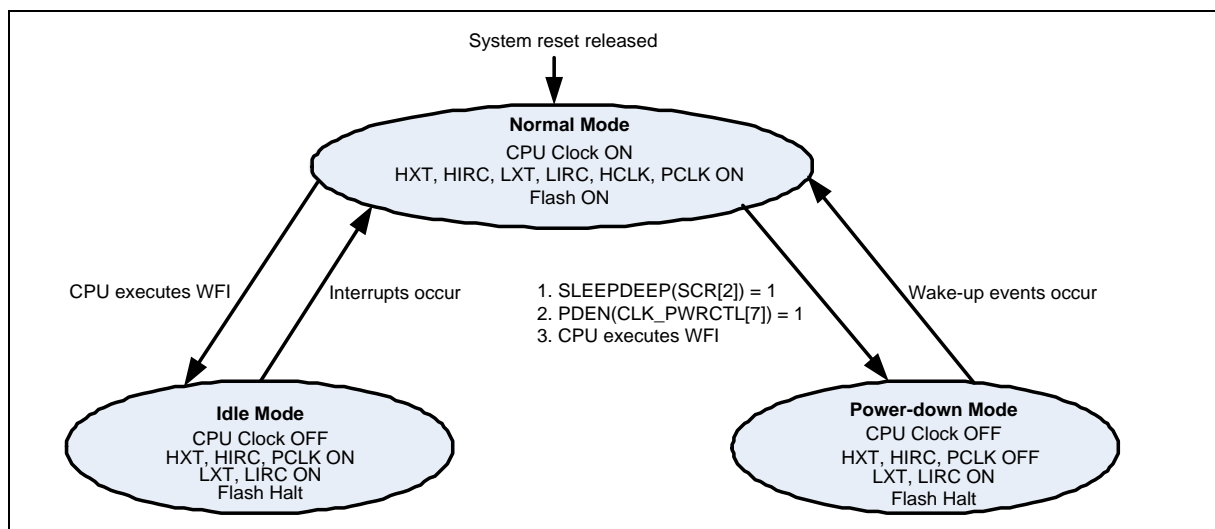 System reset released
Normal Mode
CPU Clock ON
HXT, HIRC, LXT, LIRC, HCLK, PCLK ON
Flash ON
CPU executes WFI
Interrupts occur
1. SLEEPDEEP(SCR[2]) = 1
2. PDEN(CLK_PWRCTL[7]) = 1
3. CPU executes WFI
Wake-up events occur
Idle Mode
CPU Clock OFF
HXT, HIRC, PCLK ON
LXT, LIRC ON
Flash Halt
Power-down Mode
CPU Clock OFF
HXT, HIRC, PCLK OFF
LXT, LIRC ON
Flash Halt